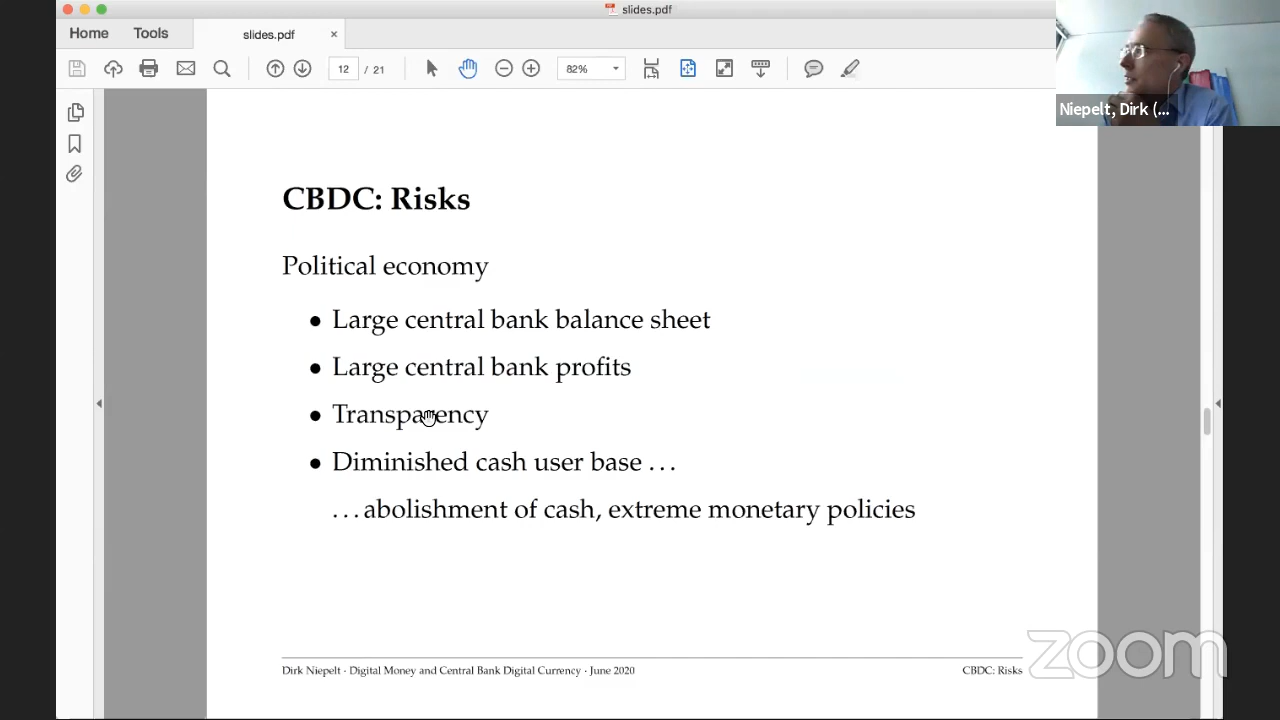 slides.pdf
Home Tools slides.pdf ×
12 / 21 82%
Niepelt, Dirk (...
CBDC: Risks
Political economy
• Large central bank balance sheet
• Large central bank profits
• Transparency
• Diminished cash user base ...
... abolishment of cash, extreme monetary policies
Dirk Niepelt · Digital Money and Central Bank Digital Currency · June 2020 CBDC: Risks
zoom